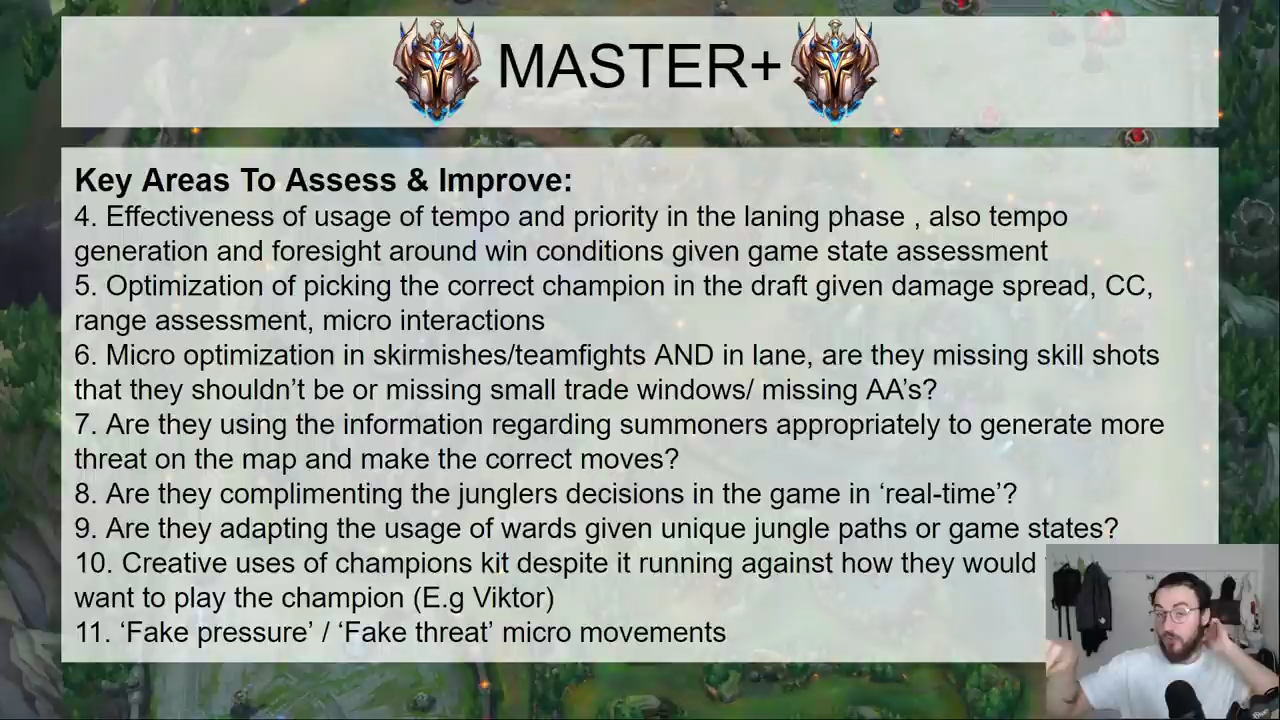 MASTER+
Key Areas To Assess & Improve:
4. Effectiveness of usage of tempo and priority in the laning phase , also tempo
generation and foresight around win conditions given game state assessment
5. Optimization of picking the correct champion in the draft given damage spread, CC,
range assessment, micro interactions
6. Micro optimization in skirmishes/teamfights AND in lane, are they missing skill shots
that they shouldn’t be or missing small trade windows/ missing AA’s?
7. Are they using the information regarding summoners appropriately to generate more
threat on the map and make the correct moves?
8. Are they complimenting the junglers decisions in the game in ‘real-time’?
9. Are they adapting the usage of wards given unique jungle paths or game states?
10. Creative uses of champions kit despite it running against how they would
want to play the champion (E.g Viktor)
11. ‘Fake pressure’ / ‘Fake threat’ micro movements